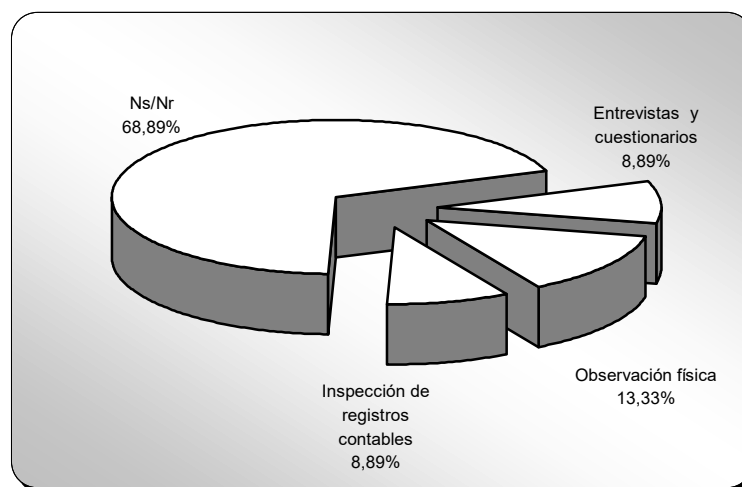 Ns/Nr
68,89%
Entrevistas y
cuestionarios
8,89%
Observación física
13,33%
Inspección de
registros
contables
8,89%